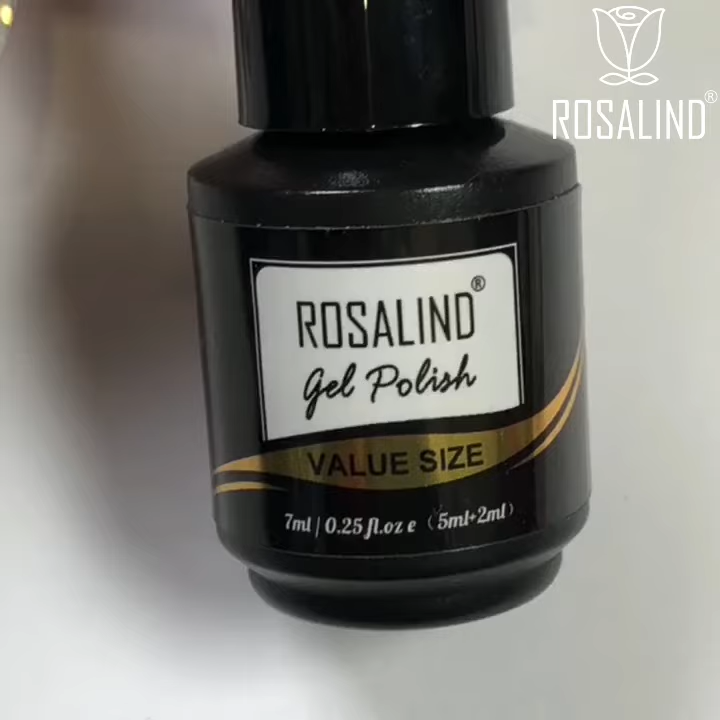 ROSALIND®
ROSALIND®
Gel Polish
VALUE SIZE
7ml | 0.25 fl.oz e (5ml+2ml)